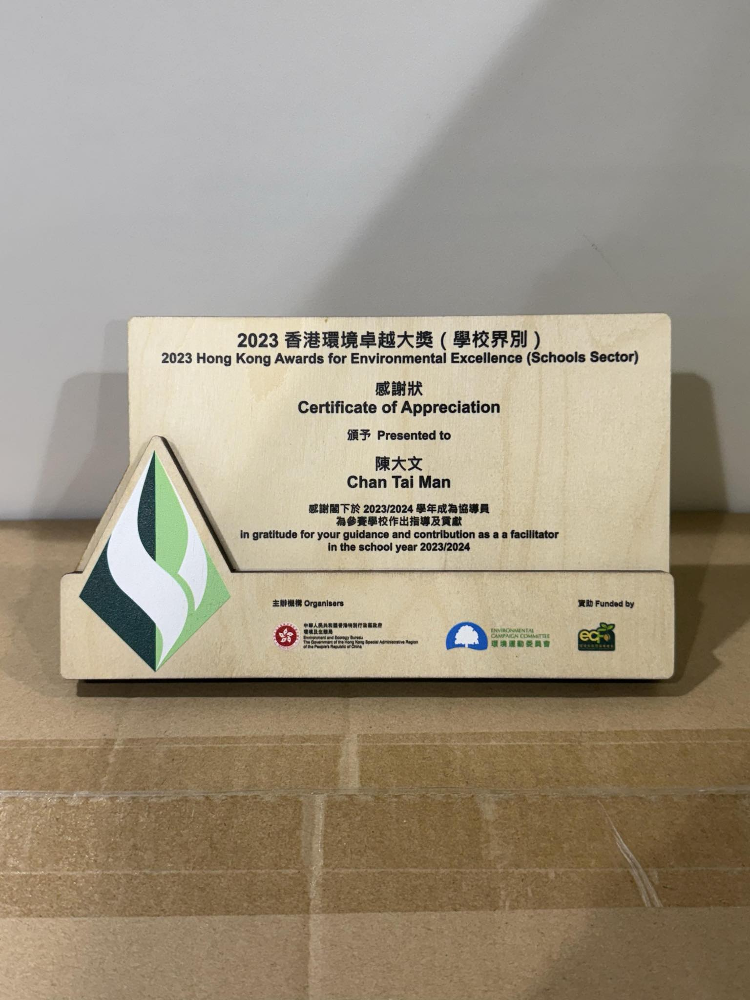 2023 香港環境卓越大獎（學校界別）
2023 Hong Kong Awards for Environmental Excellence (Schools Sector)
感謝狀
Certificate of Appreciation
頒予 Presented to
陳大文
Chan Tai Man
感謝閣下於 2023/2024 學年成為協導員
為參賽學校作出指導及貢獻
in gratitude for your guidance and contribution as a a facilitator
in the school year 2023/2024
主辦機構 Organisers
中華人民共和國香港特別行政區政府
環境及生態局
Environment and Ecology Bureau
The Government of the Hong Kong Special Administrative Region
of the People's Republic of China
ENVIRONMENTAL
CAMPAIGN COMMITTEE
環境運動委員會
資助 Funded by
ecf